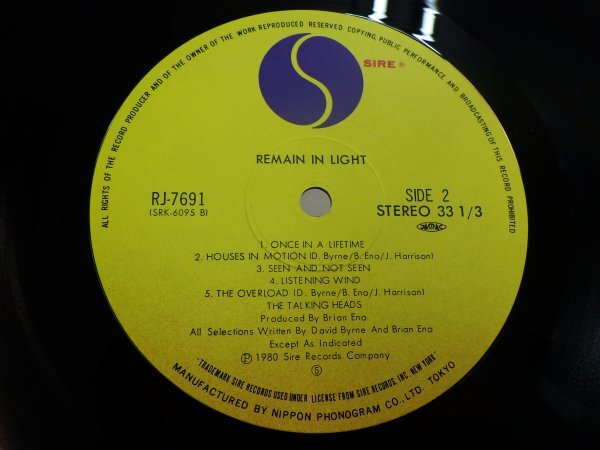 ALL RIGHTS OF THE RECORD PRODUCER AND OF THE OWNER OF THE WORK REPRODUCED RESERVED. COPYING, PUBLIC PERFORMANCE AND BROADCASTING OF THIS RECORD PROHIBITED
SIRE ®
REMAIN IN LIGHT
RJ-7691
(SRK-6095 B)
SIDE 2
STEREO 33 1/3
1. ONCE IN A LIFETIME
2. HOUSES IN MOTION (D. Byrne/B. Eno/J. Harrison)
3. SEEN AND NOT SEEN
4. LISTENING WIND
5. THE OVERLOAD (D. Byrne/B. Eno/J. Harrison)
THE TALKING HEADS
Produced By Brian Eno
All Selections Written By David Byrne And Brian Eno
Except As Indicated
Ⓟ 1980 Sire Records Company
⑤
"TRADEMARK SIRE RECORDS USED UNDER LICENSE FROM SIRE RECORDS, INC. NEW YORK."
MANUFACTURED BY NIPPON PHONOGRAM CO., LTD. TOKYO